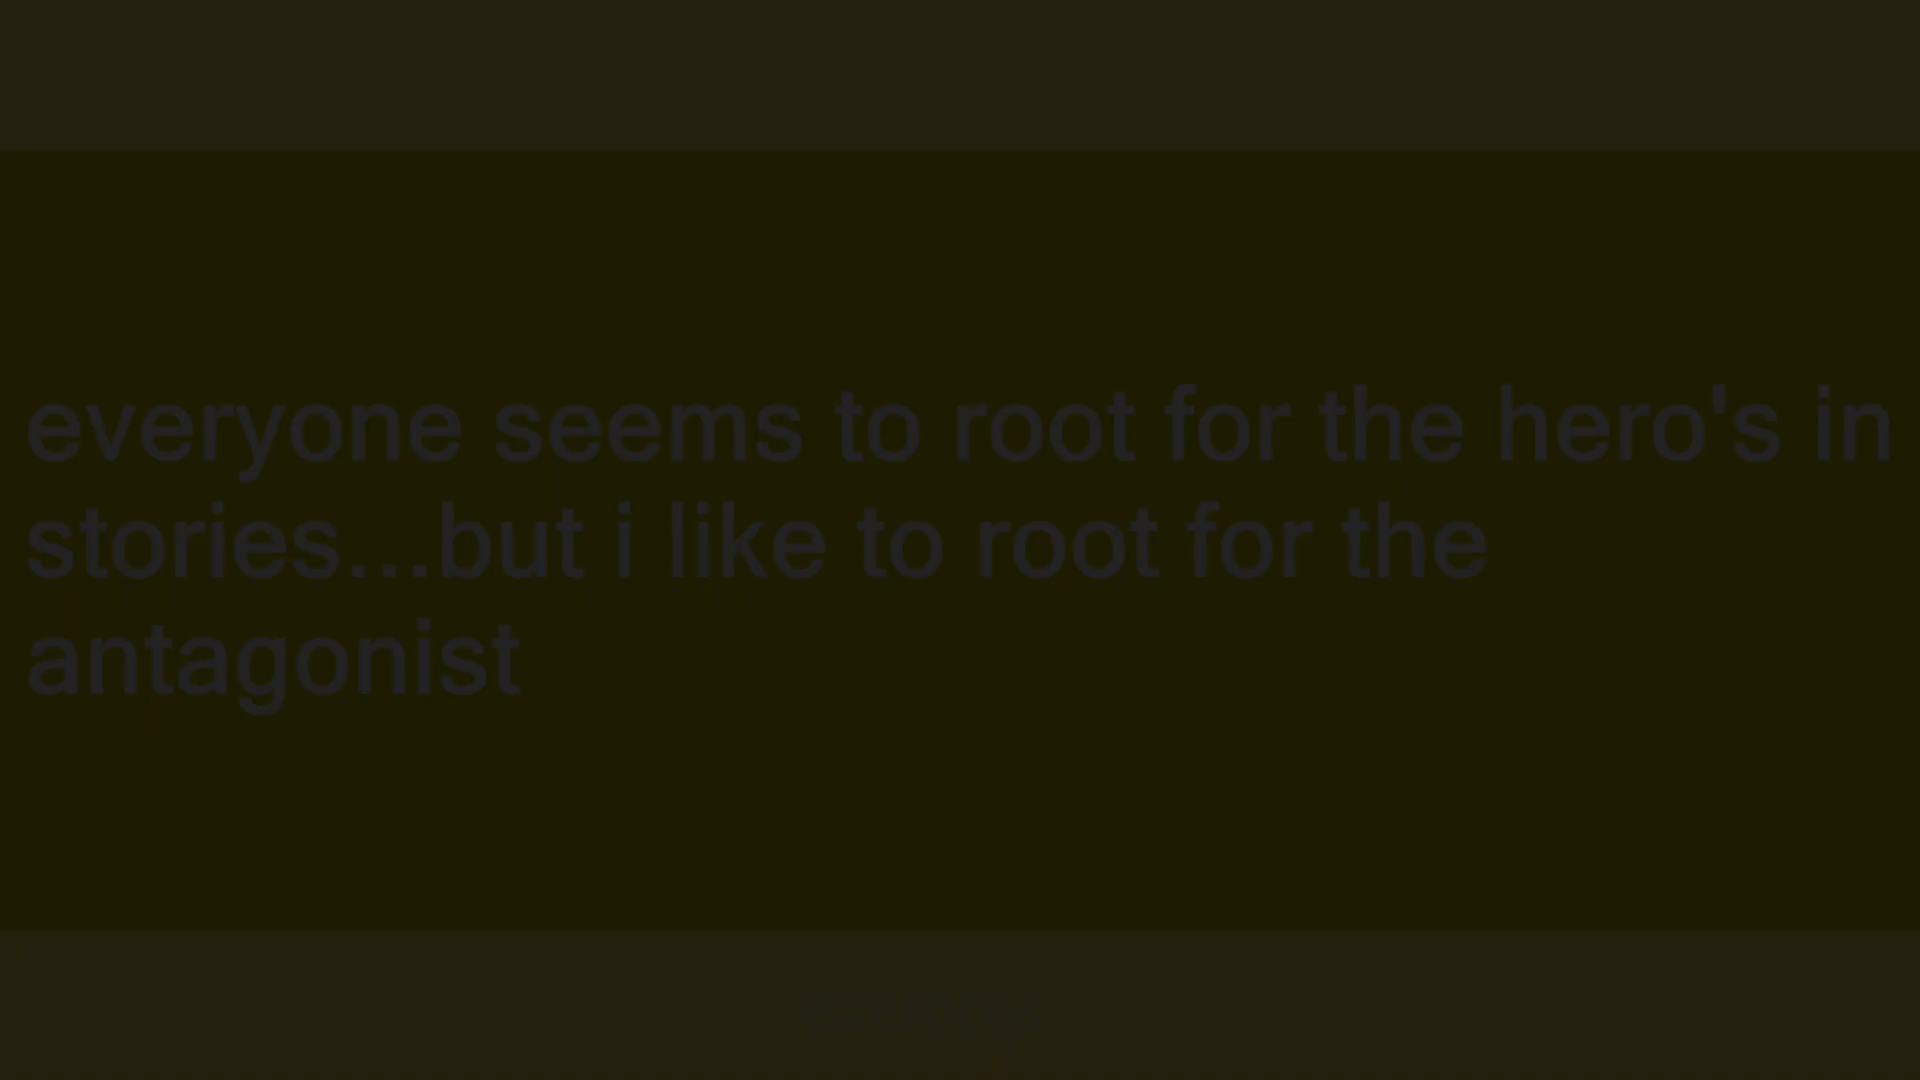 everyone seems to root for the hero's in
stories...but i like to root for the
antagonist